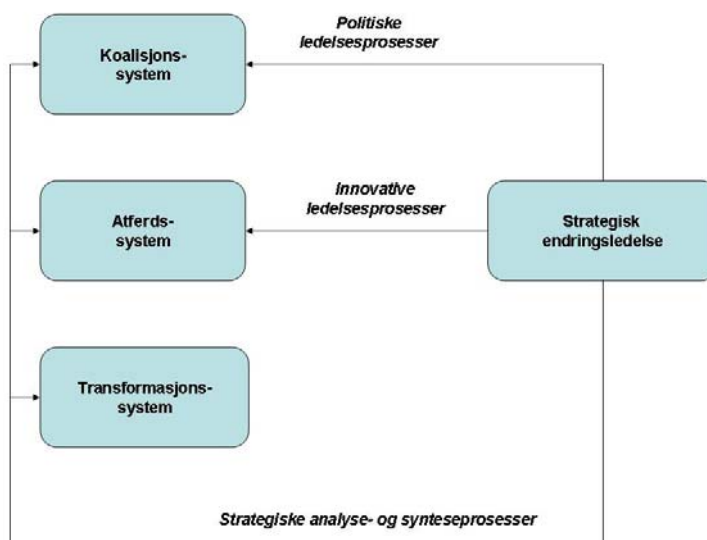 Politiske
ledelsesprosesser
Koalisjons-
system
Innovative
ledelsesprosesser
Atferds-
system
Strategisk
endringsledelse
Transformasjons-
system
Strategiske analyse- og synteseprosesser